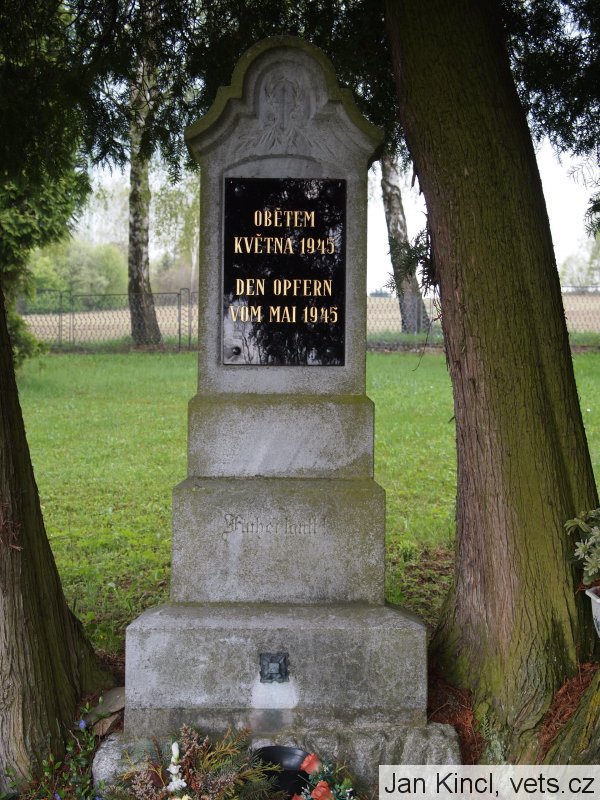 OBĚTEM
KVĚTNA 1945
DEN OPFERN
VOM MAI 1945
Jan Kincl, vets.cz